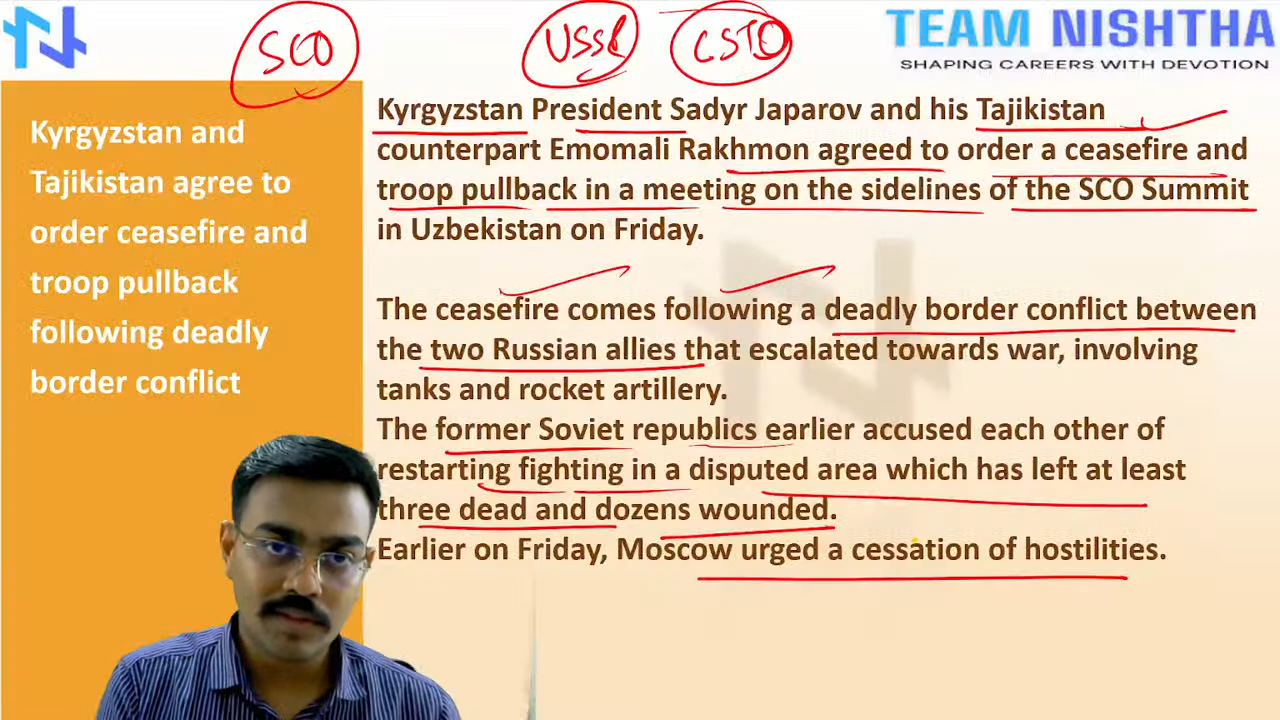 SCO
USSR
CSTO
TEAM NISHTHA
SHAPING CAREERS WITH DEVOTION
Kyrgyzstan and
Tajikistan agree to
order ceasefire and
troop pullback
following deadly
border conflict
Kyrgyzstan President Sadyr Japarov and his Tajikistan
counterpart Emomali Rakhmon agreed to order a ceasefire and
troop pullback in a meeting on the sidelines of the SCO Summit
in Uzbekistan on Friday.
The ceasefire comes following a deadly border conflict between
the two Russian allies that escalated towards war, involving
tanks and rocket artillery.
The former Soviet republics earlier accused each other of
restarting fighting in a disputed area which has left at least
three dead and dozens wounded.
Earlier on Friday, Moscow urged a cessation of hostilities.